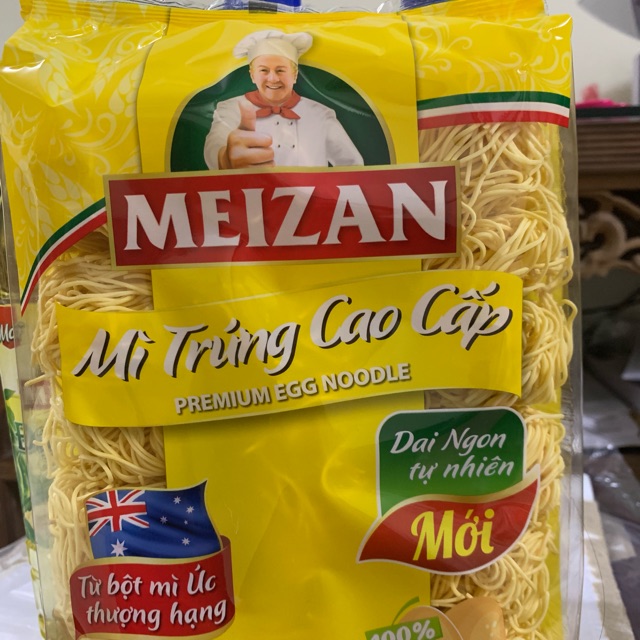 MEIZAN
Mì Trứng Cao Cấp
PREMIUM EGG NOODLE
Dai Ngon
tự nhiên
Mới
Từ bột mì Úc
thượng hạng
100%